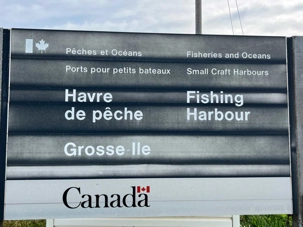 Pêches et Océans
Fisheries and Oceans
Ports pour petits bateaux
Small Craft Harbours
Havre
de pêche
Fishing
Harbour
Grosse-Ile
Canada